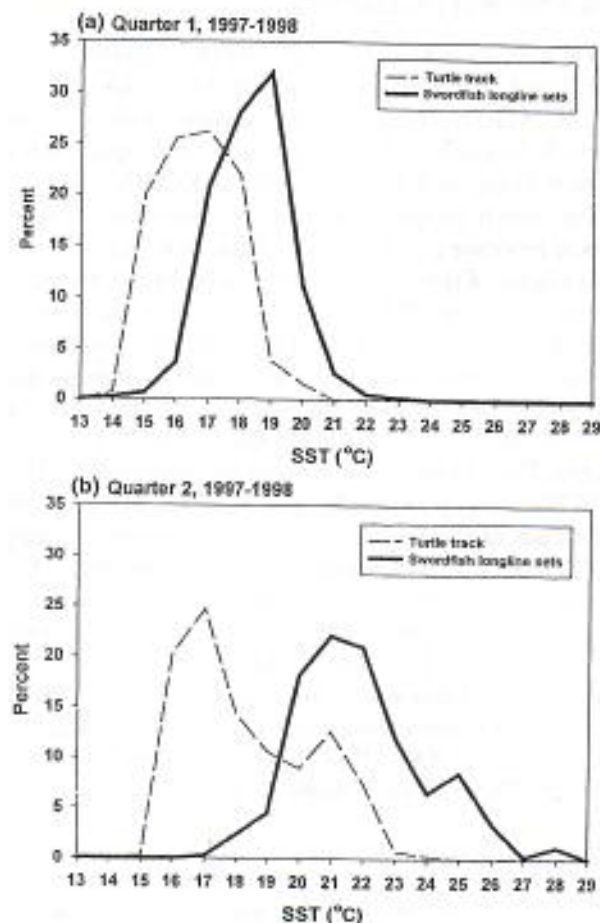 (a) Quarter 1, 1997-1998
35
30
25
20
15
10
5
0
Percent
Turtle track
Swordfish longline sets
13 14 15 16 17 18 19 20 21 22 23 24 25 26 27 28 29
SST (°C)
(b) Quarter 2, 1997-1998
35
30
25
20
15
10
5
0
Percent
Turtle track
Swordfish longline sets
13 14 15 16 17 18 19 20 21 22 23 24 25 26 27 28 29
SST (°C)